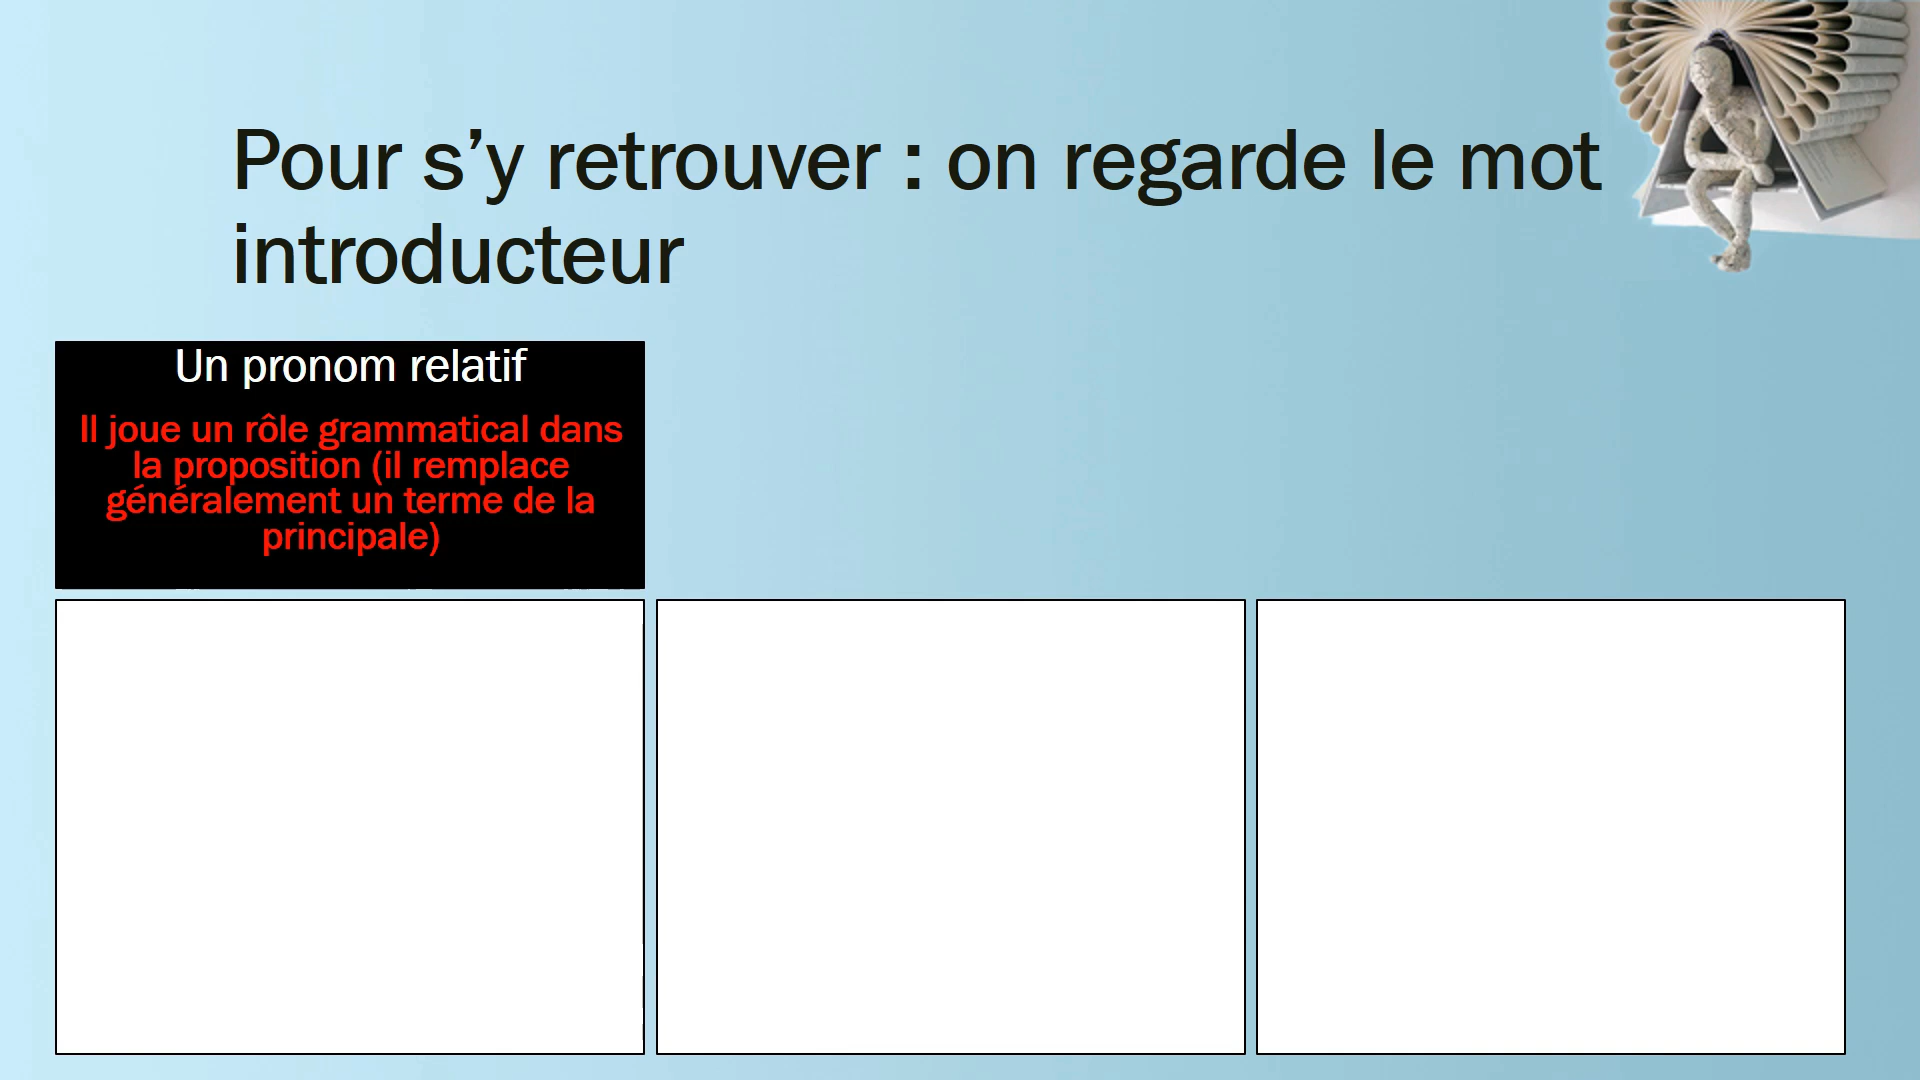 Pour s’y retrouver : on regarde le mot
introducteur
Un pronom relatif
Il joue un rôle grammatical dans
la proposition (il remplace
généralement un terme de la
principale)